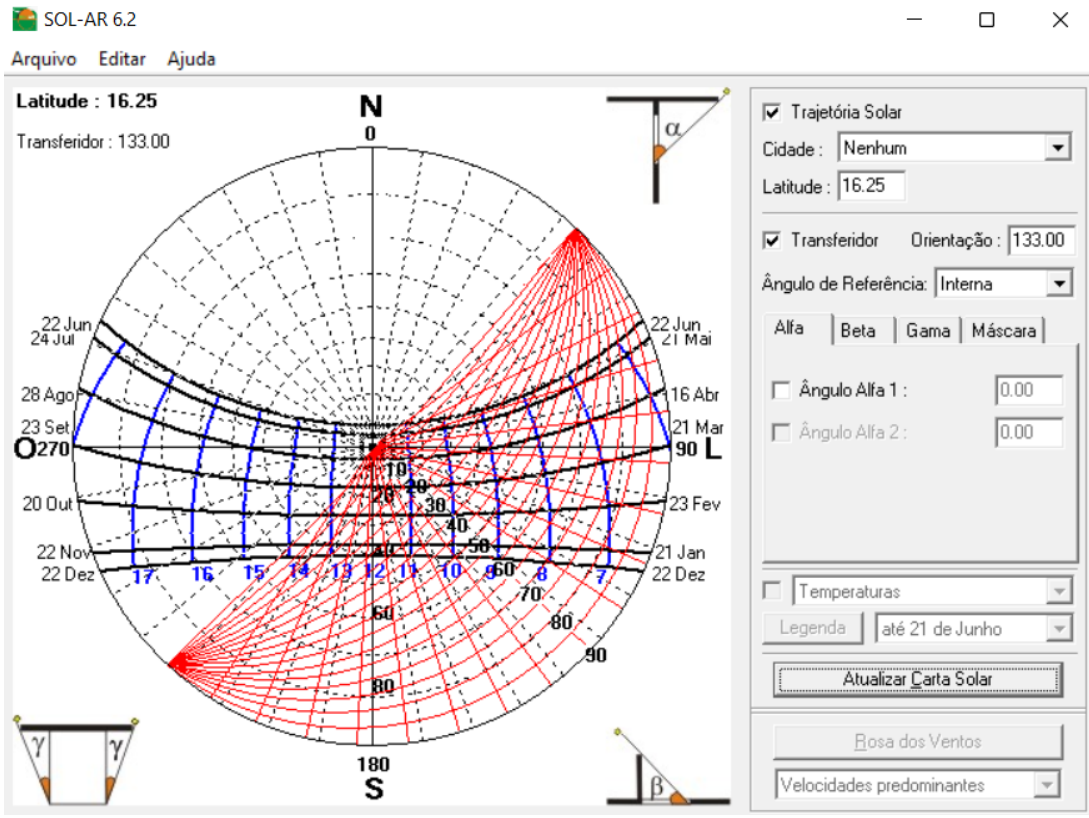 SOL-AR 6.2
Arquivo Editar Ajuda
Latitude : 16.25
Transferidor : 133.00
N
0
α
22 Jun
24 Jul
28 Ago
23 Set
O 270
20 Out
22 Nov
22 Dez
22 Jun
21 Mai
16 Abr
21 Mar
90 L
23 Fev
21 Jan
22 Dez
10
20
30
40
50
60
70
80
90
20
40
60
80
17 16 15 14 13 12 11 10 9 8 7
180
S
γ γ
β
Trajetória Solar
Cidade : Nenhum
Latitude : 16.25
Transferidor Orientação : 133.00
Ângulo de Referência: Interna
Alfa Beta Gama Máscara
Ângulo Alfa 1 : 0.00
Ângulo Alfa 2 : 0.00
Temperaturas
Legenda até 21 de Junho
Atualizar Carta Solar
Rosa dos Ventos
Velocidades predominantes